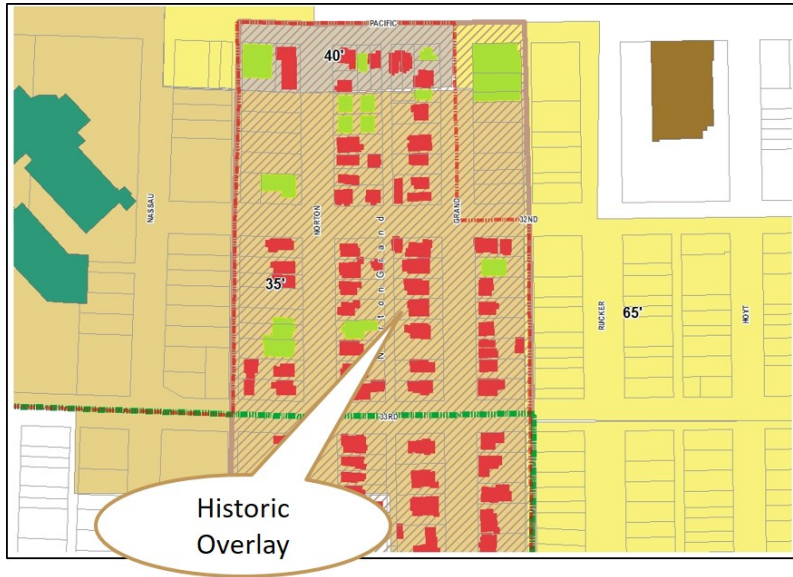 PACIFIC
40'
NASSAU
NORTON
GRAND
32ND
35'
RUCKER
65'
HOYT
33RD
Historic
Overlay